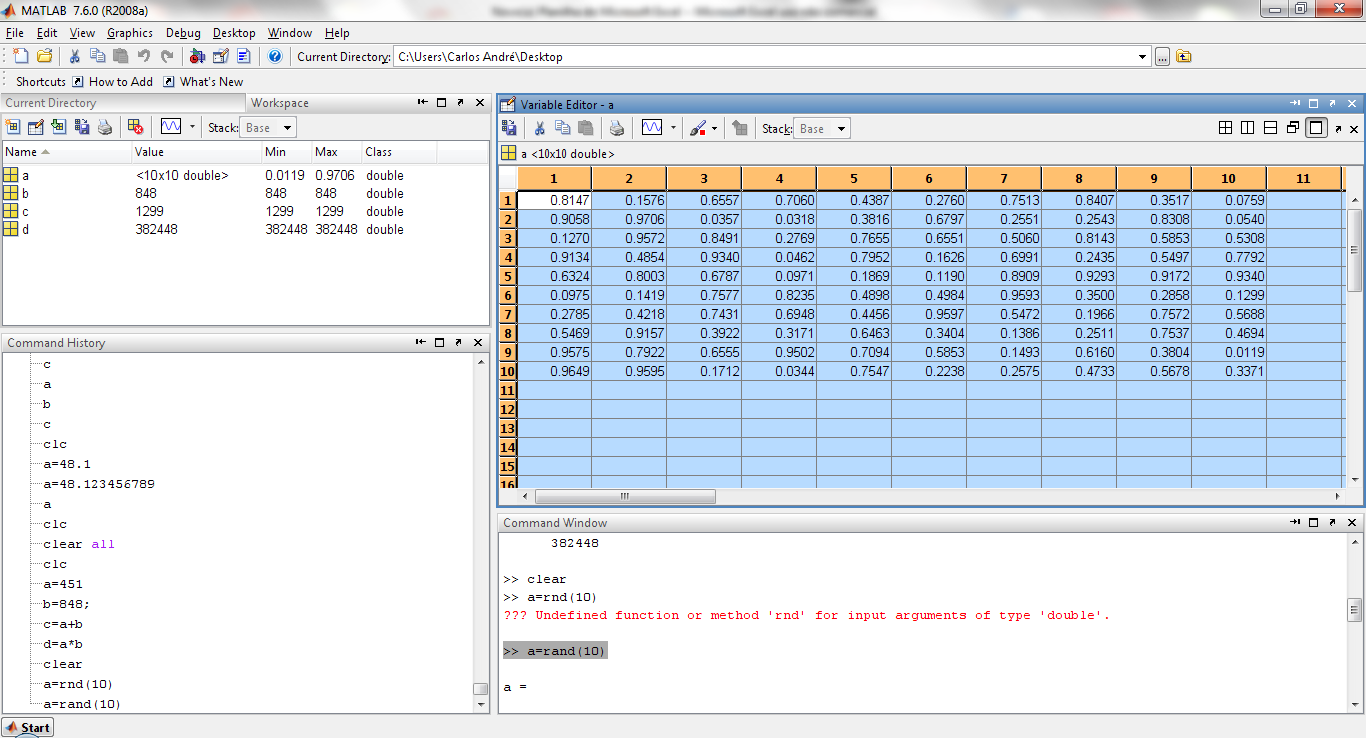 MATLAB 7.6.0 (R2008a)
File Edit View Graphics Debug Desktop Window Help
Current Directory: C:\Users\Carlos André\Desktop ...
Shortcuts How to Add What's New
Current Directory Workspace
Stack: Base
Name Value Min Max Class
a <10x10 double> 0.0119 0.9706 double
b 848 848 848 double
c 1299 1299 1299 double
d 382448 382448 382448 double
Command History
c
a
b
c
clc
a=48.1
a=48.123456789
a
clc
clear all
clc
a=451
b=848;
c=a+b
d=a*b
clear
a=rnd(10)
a=rand(10)
Variable Editor - a
Stack: Base
a <10x10 double>
1 2 3 4 5 6 7 8 9 10 11
1 0.8147 0.1576 0.6557 0.7060 0.4387 0.2760 0.7513 0.8407 0.3517 0.0759
2 0.9058 0.9706 0.0357 0.0318 0.3816 0.6797 0.2551 0.2543 0.8308 0.0540
3 0.1270 0.9572 0.8491 0.2769 0.7655 0.6551 0.5060 0.8143 0.5853 0.5308
4 0.9134 0.4854 0.9340 0.0462 0.7952 0.1626 0.6991 0.2435 0.5497 0.7792
5 0.6324 0.8003 0.6787 0.0971 0.1869 0.1190 0.8909 0.9293 0.9172 0.9340
6 0.0975 0.1419 0.7577 0.8235 0.4898 0.4984 0.9593 0.3500 0.2858 0.1299
7 0.2785 0.4218 0.7431 0.6948 0.4456 0.9597 0.5472 0.1966 0.7572 0.5688
8 0.5469 0.9157 0.3922 0.3171 0.6463 0.3404 0.1386 0.2511 0.7537 0.4694
9 0.9575 0.7922 0.6555 0.9502 0.7094 0.5853 0.1493 0.6160 0.3804 0.0119
10 0.9649 0.9595 0.1712 0.0344 0.7547 0.2238 0.2575 0.4733 0.5678 0.3371
11
12
13
14
15
16
Command Window
382448
>> clear
>> a=rnd(10)
??? Undefined function or method 'rnd' for input arguments of type 'double'.
>> a=rand(10)
a =
Start